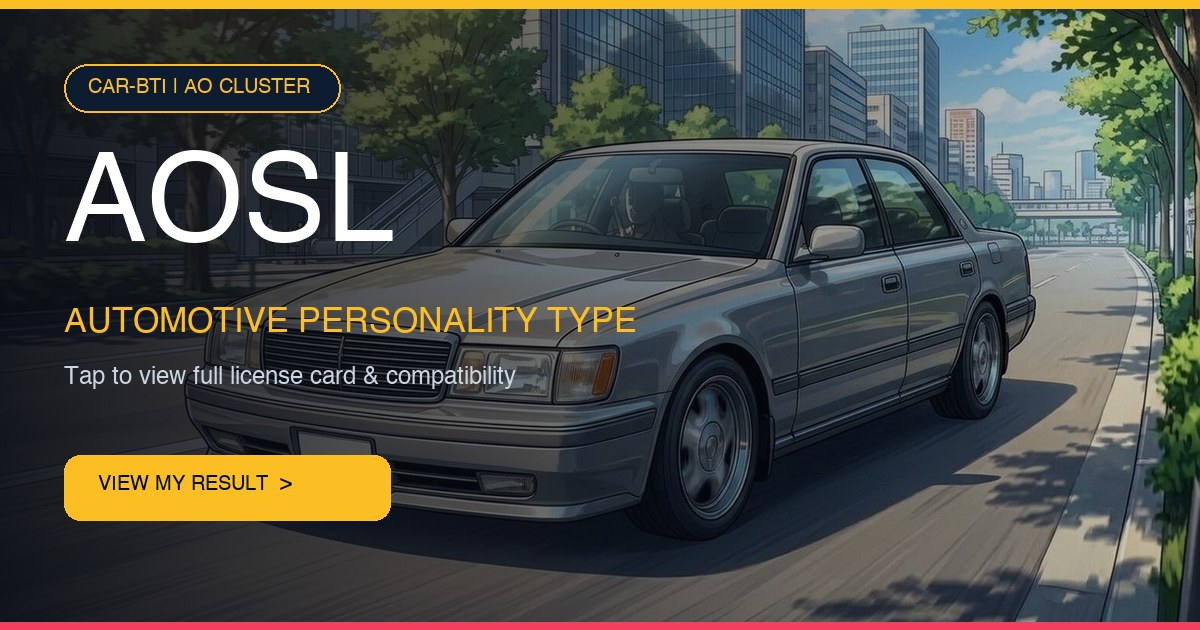 CAR-BTI | AO CLUSTER
AOSL
AUTOMOTIVE PERSONALITY TYPE
Tap to view full license card & compatibility
VIEW MY RESULT >